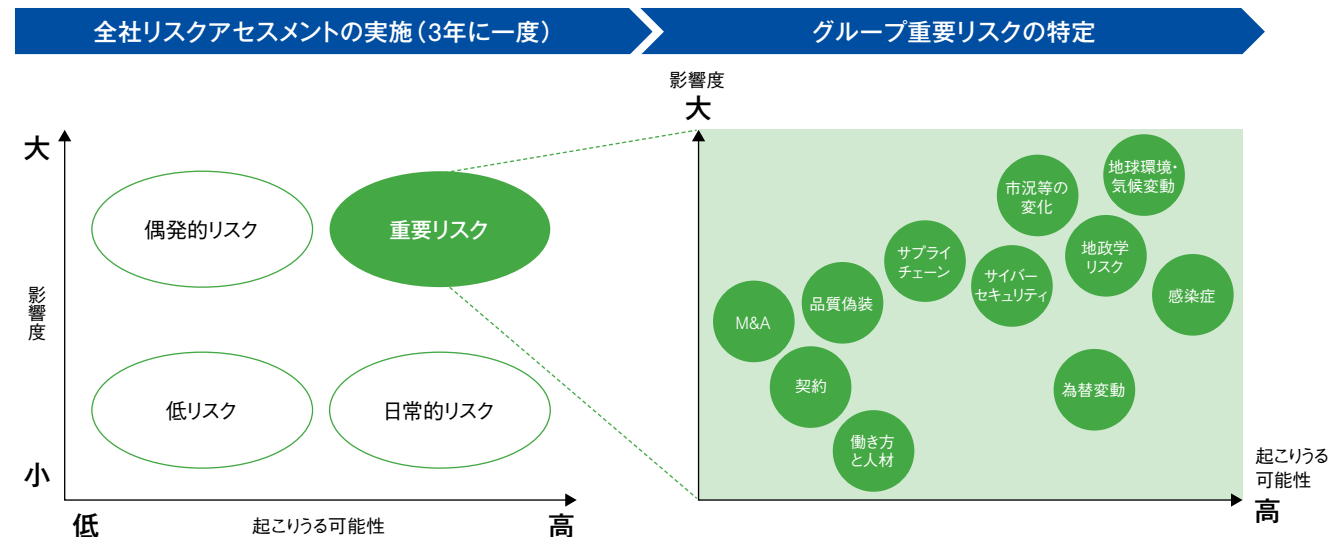 全社リスクアセスメントの実施（3年に一度）
グループ重要リスクの特定
大
影響度
小
低
起こりうる可能性
高
偶発的リスク
重要リスク
低リスク
日常的リスク
影響度
大
地球環境・
気候変動
市況等の
変化
地政学
リスク
サプライ
チェーン
サイバー
セキュリティ
感染症
品質偽装
M&A
契約
為替変動
働き方
と人材
起こりうる
可能性
高